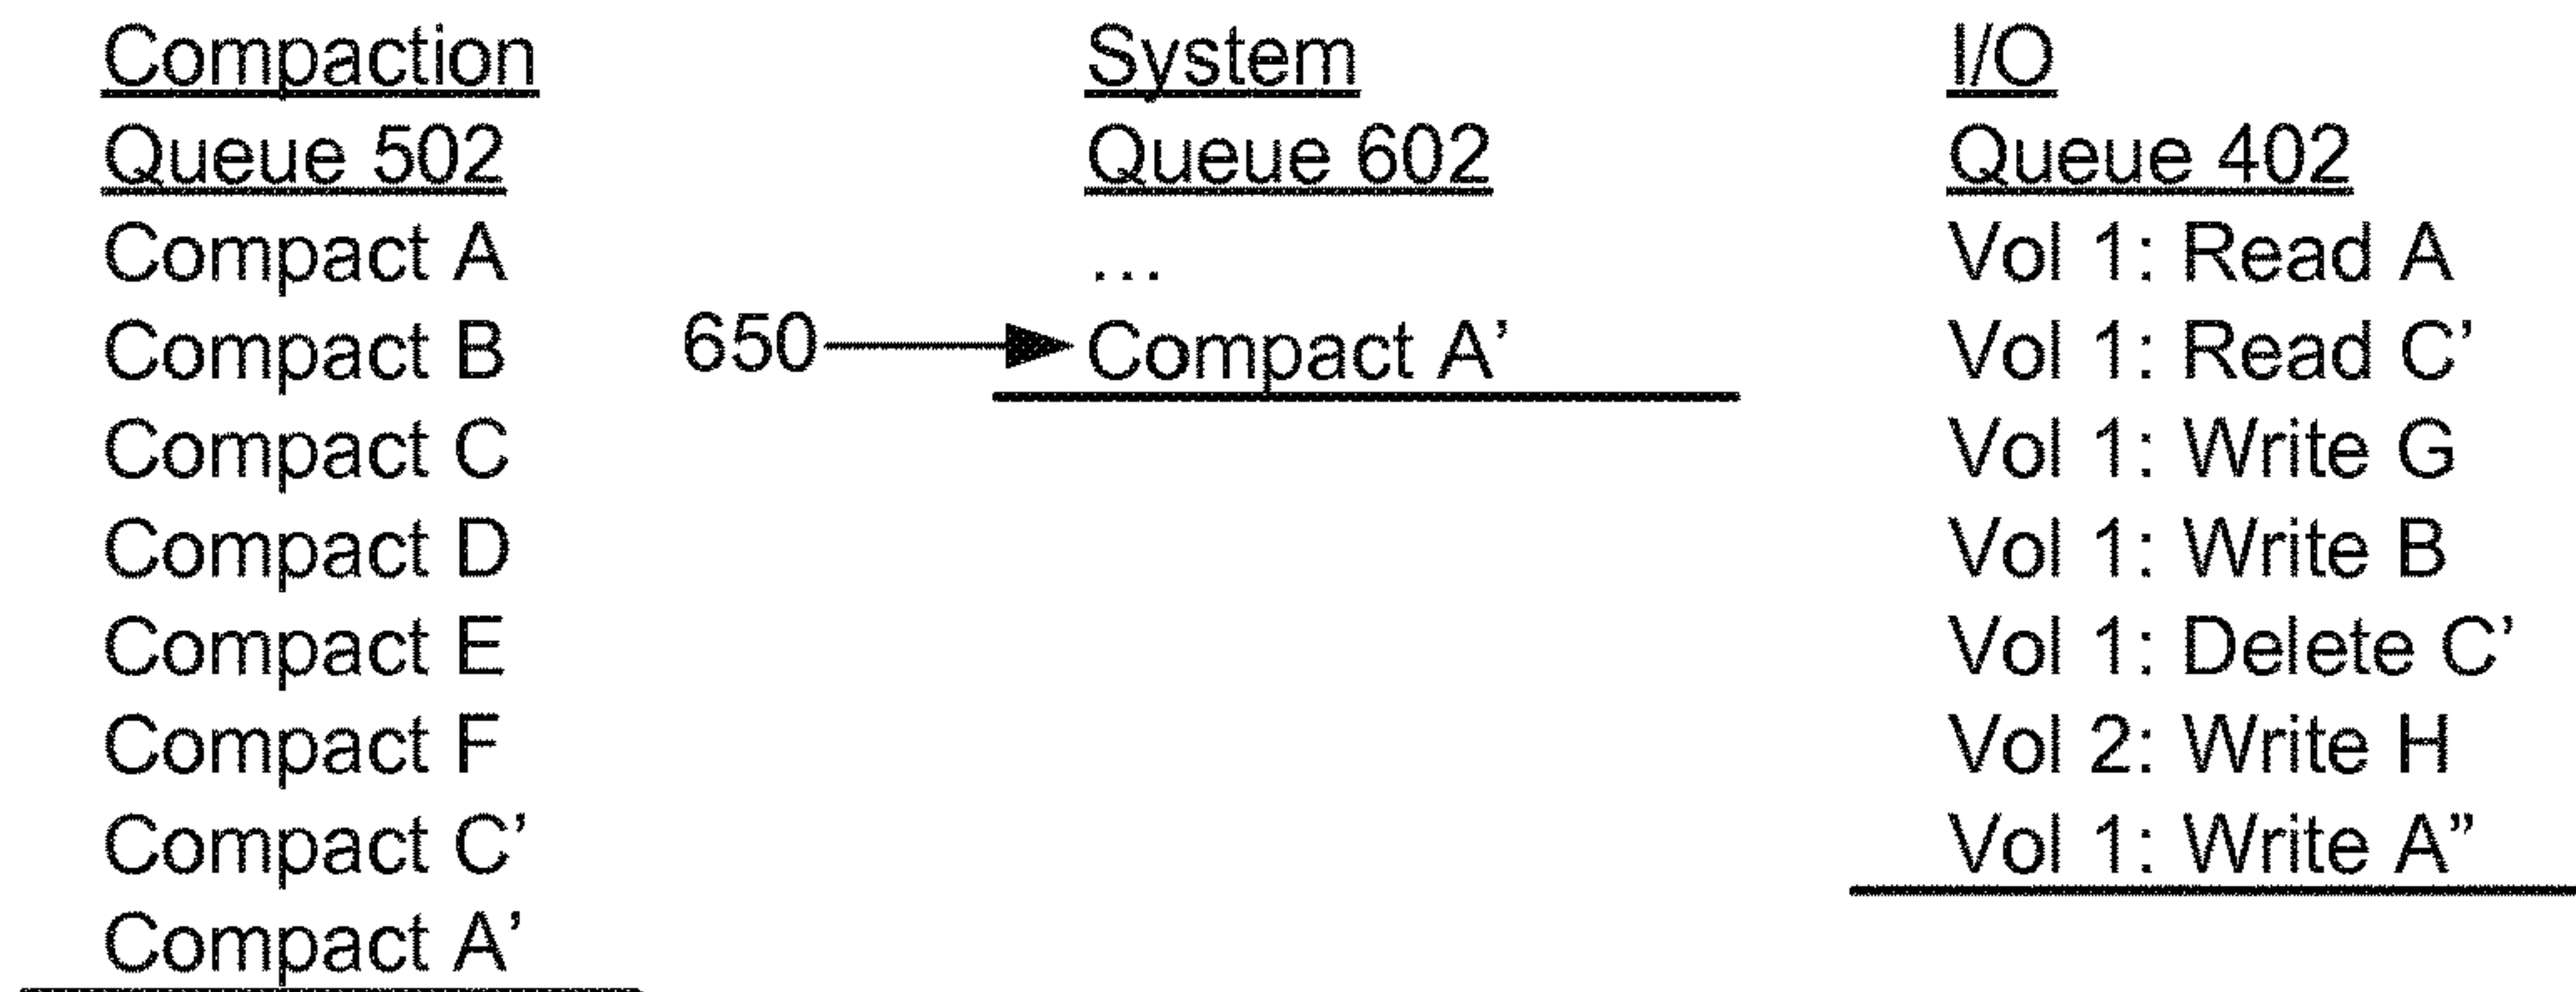 Compaction
Queue 502
Compact A
Compact B
Compact C
Compact D
Compact E
Compact F
Compact C’
Compact A’
System
Queue 602
...
650
Compact A'
I/O
Queue 402
Vol 1: Read A
Vol 1: Read C’
Vol 1: Write G
Vol 1: Write B
Vol 1: Delete C’
Vol 2: Write H
Vol 1: Write A”